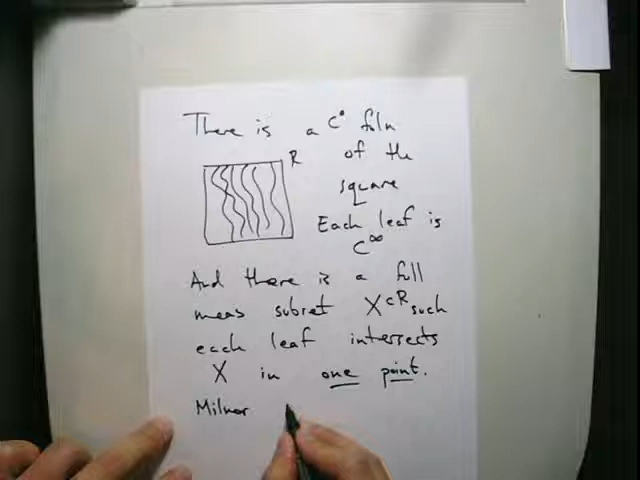 There is a C⁰ foln
R of the
square
Each leaf is
C^∞
And there is a full
meas subset X⊂R such
each leaf intersects
X in one point.
Milnor